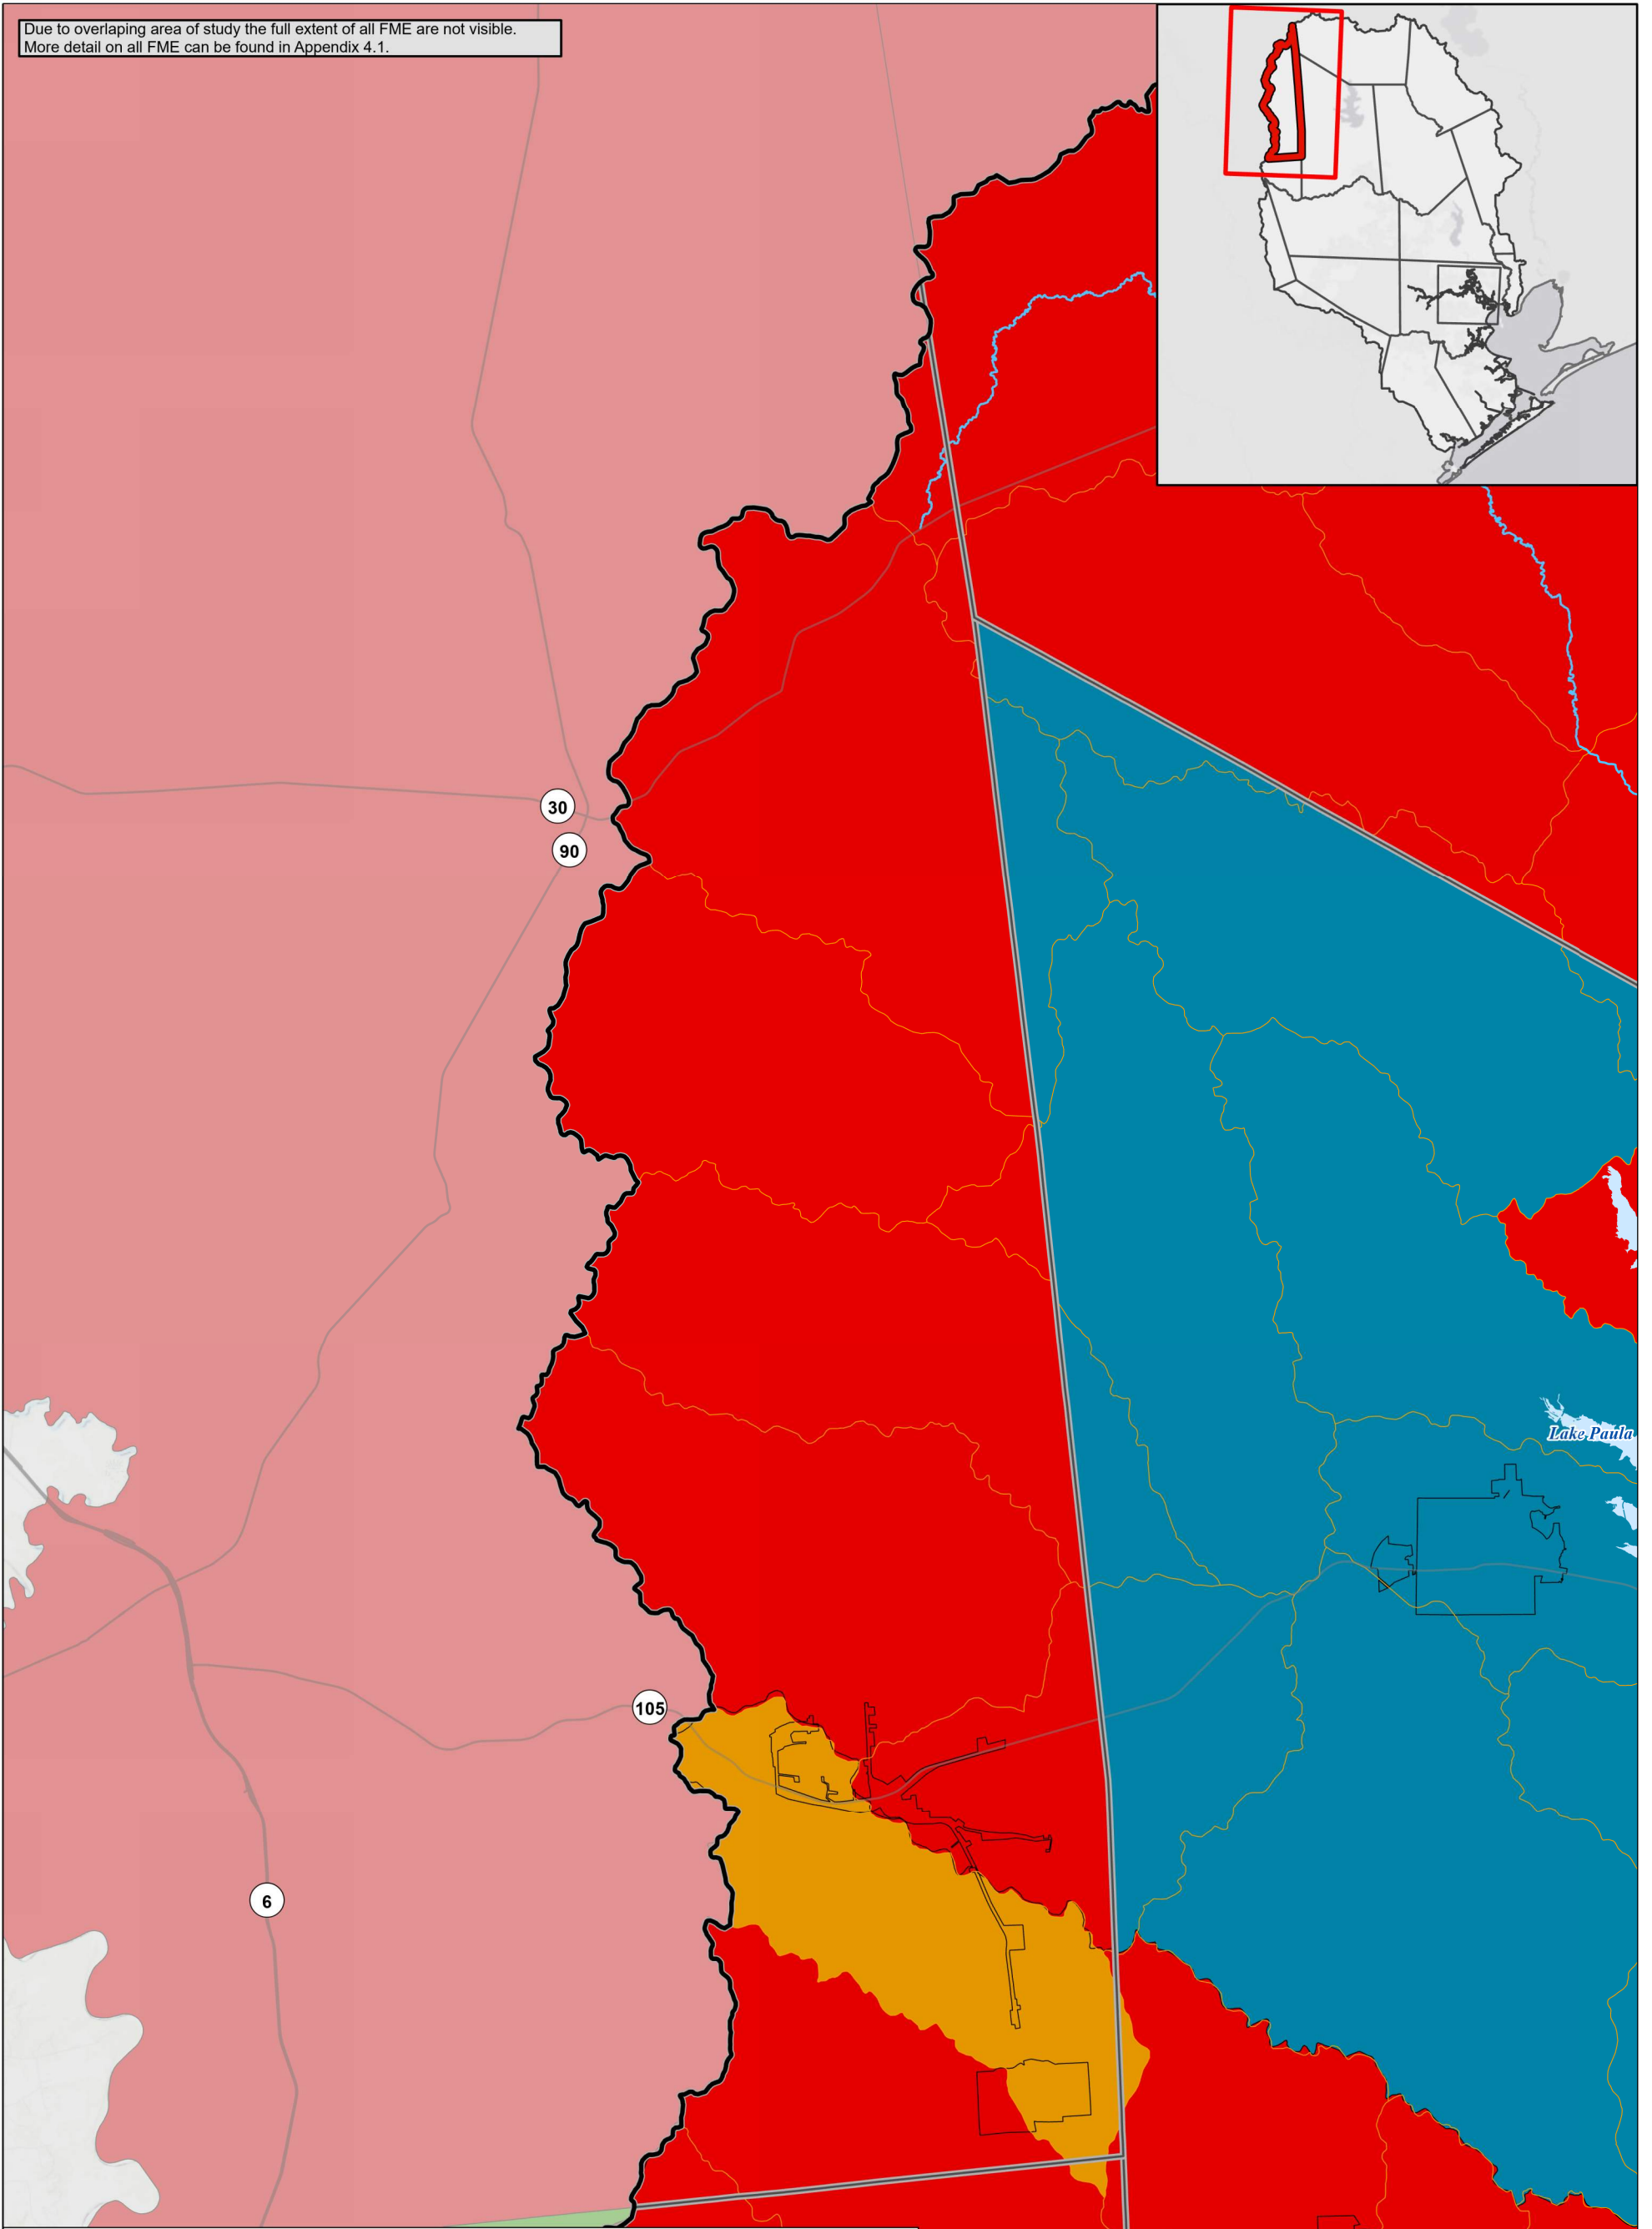 Due to overlaping area of study the full extent of all FME are not visible.
More detail on all FME can be found in Appendix 4.1.
30
90
Lake Paula
105
6